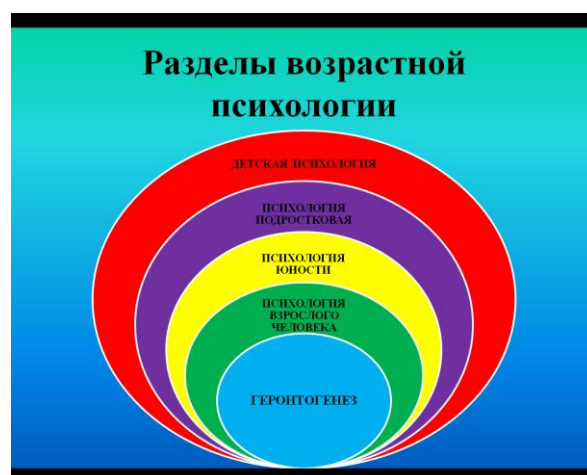 Разделы возрастной
психологии
ДЕТСКАЯ ПСИХОЛОГИЯ
ПСИХОЛОГИЯ
ПОДРОСТКОВАЯ
ПСИХОЛОГИЯ
ЮНОСТИ
ПСИХОЛОГИЯ
ВЗРОСЛОГО
ЧЕЛОВЕКА
ГЕРОНТОГЕНЕЗ